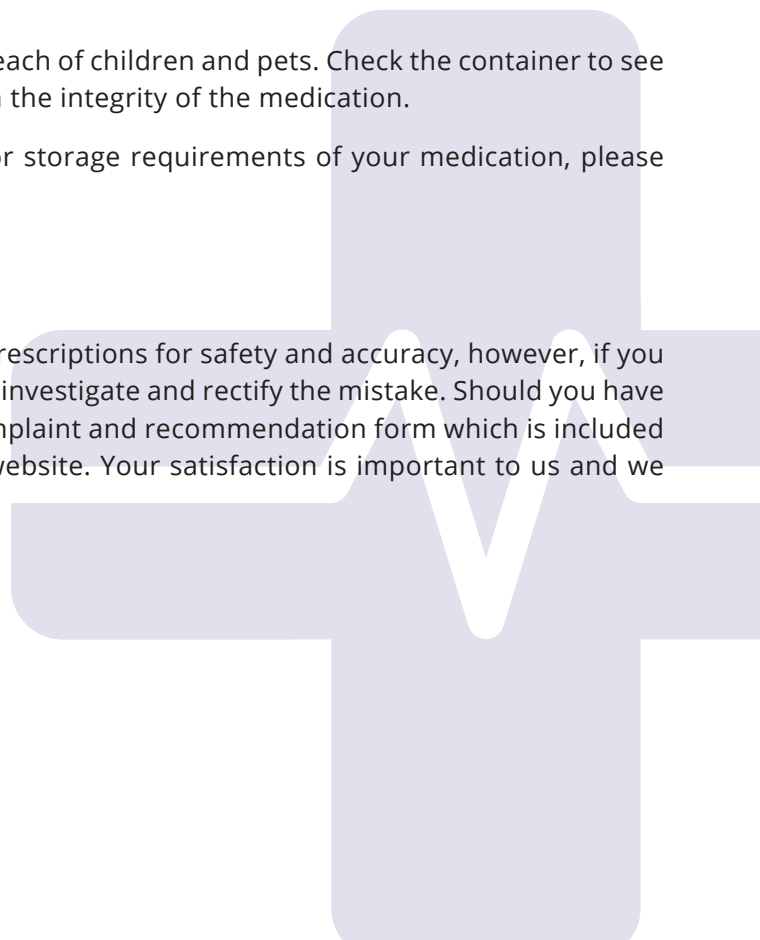 each of children and pets. Check the container to see
the integrity of the medication.
or storage requirements of your medication, please
rescriptions for safety and accuracy, however, if you
investigate and rectify the mistake. Should you have
mplaint and recommendation form which is included
website. Your satisfaction is important to us and we